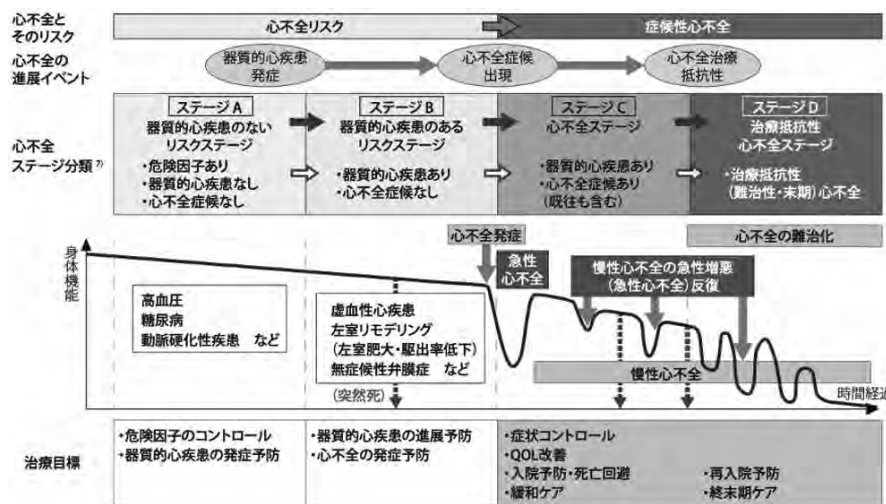 心不全と
そのリスク
心不全リスク
症候性心不全
心不全の
進展イベント
器質的心疾患
発症
心不全症候
出現
心不全治療
抵抗性
心不全
ステージ分類 7)
ステージA
器質的心疾患のない
リスクステージ
・危険因子あり
・器質的心疾患なし
・心不全症候なし
ステージB
器質的心疾患のある
リスクステージ
・器質的心疾患あり
・心不全症候なし
ステージC
心不全ステージ
・器質的心疾患あり
・心不全症候あり
(既往も含む)
ステージD
治療抵抗性
心不全ステージ
・治療抵抗性
(難治性・末期)心不全
身体機能
心不全発症
心不全の難治化
急性
心不全
慢性心不全の急性増悪
(急性心不全)反復
高血圧
糖尿病
動脈硬化性疾患 など
虚血性心疾患
左室リモデリング
(左室肥大・駆出率低下)
無症候性弁膜症 など
(突然死)
慢性心不全
時間経過
治療目標
・危険因子のコントロール
・器質的心疾患の発症予防
・器質的心疾患の進展予防
・心不全の発症予防
・症状コントロール
・QOL改善
・入院予防・死亡回避
・緩和ケア
・再入院予防
・終末期ケア